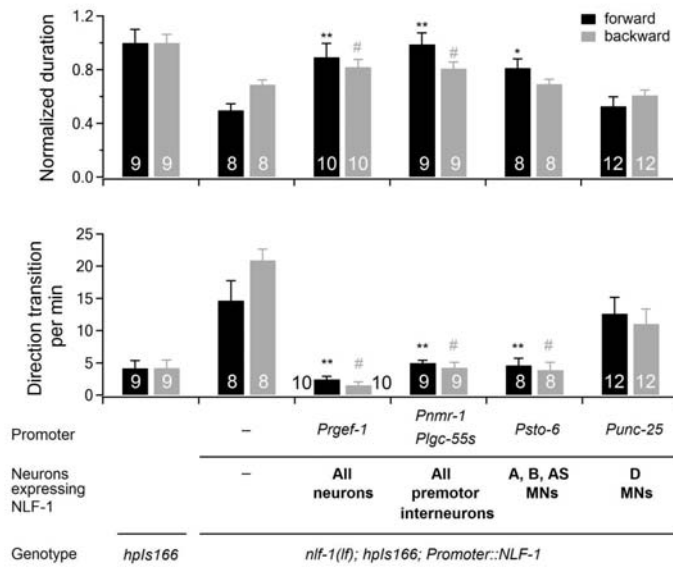 forward
backward
Normalized duration
1.2
0.8
0.4
0.0
** # ** # *
9 9 8 8 10 10 9 9 8 8 12 12
Direction transition
per min
25
20
15
10
5
0
** # ** # ** #
9 9 8 8 10 10 9 9 8 8 12 12
Promoter – Prgef-1 Pnmr-1 Plgc-55s Psto-6 Punc-25
Neurons
expressing
NLF-1
–
All
neurons
All
premotor
interneurons
A, B, AS
MNs
D
MNs
Genotype hpIs166 nlf-1(lf); hpIs166; Promoter::NLF-1